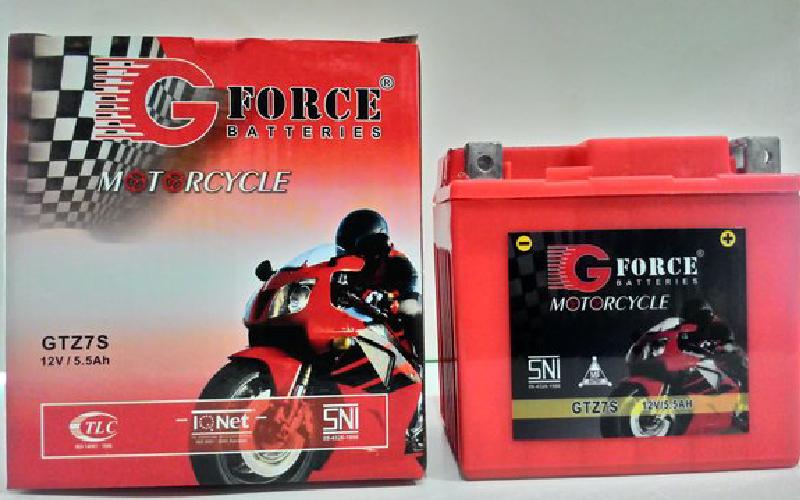 G FORCE®
BATTERIES
MOTORCYCLE
GTZ7S
12V / 5.5Ah
TLC
IQNet
SNI
G FORCE®
BATTERIES
MOTORCYCLE
SNI
GTZ7S 12V/5.5AH